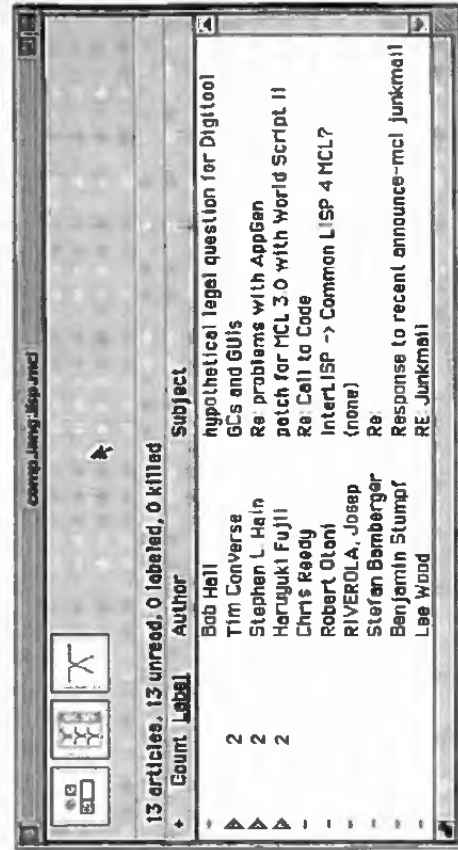 comp.lang.lisp.mcl
13 articles, 13 unread, 0 labeled, 0 killed
Count Label Author Subject
Bob Hall hypothetical legal question for Digitool
2 Tim Converse GCs and GUIs
2 Stephen L. Hain Re: problems with AppGen
2 Haruyuki Fujii patch for MCL 3.0 with World Script II
Chris Reedy Re: Call to Code
Robert Otani InterLISP -> Common LISP 4 MCL?
RIVEROLA, Josep (none)
Stefan Bamberger Re:
Benjamin Stumpf Response to recent announce-mcl junkmail
Lee Wood RE: Junkmail